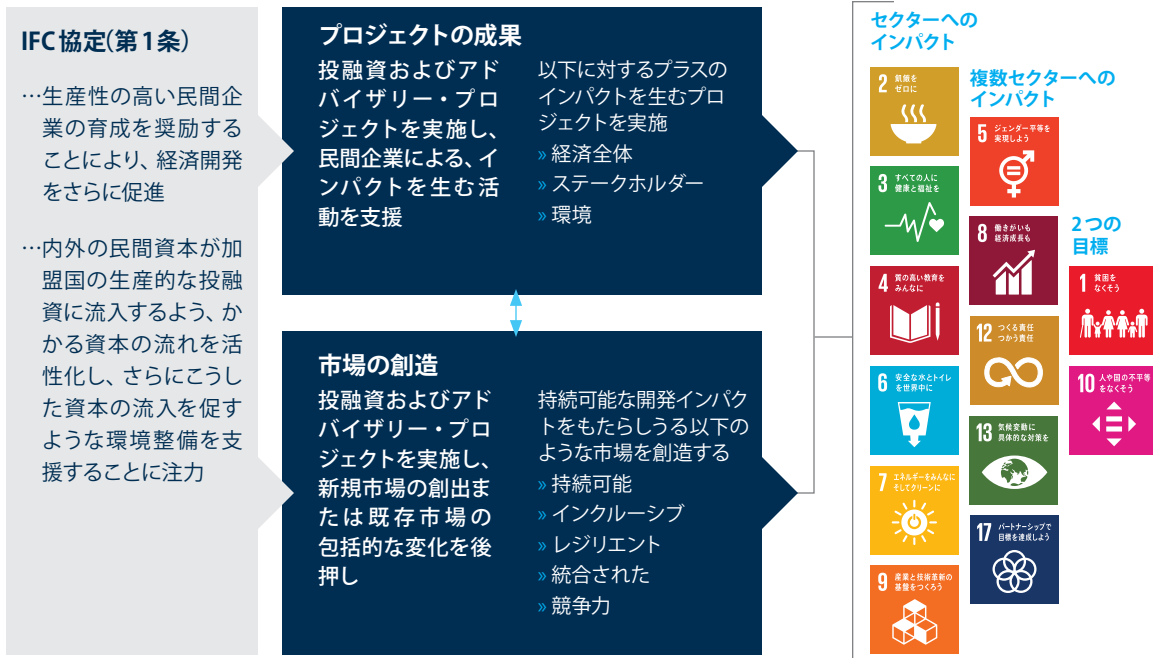 IFC協定(第1条)
…生産性の高い民間企
業の育成を奨励する
ことにより、経済開発
をさらに促進
…内外の民間資本が加
盟国の生産的な投融
資に流入するよう、か
かる資本の流れを活
性化し、さらにこうし
た資本の流入を促す
ような環境整備を支
援することに注力
プロジェクトの成果
投融資およびアド
バイザリー・プロ
ジェクトを実施し、
民間企業による、イ
ンパクトを生む活
動を支援
以下に対するプラスの
インパクトを生むプロ
ジェクトを実施
» 経済全体
» ステークホルダー
» 環境
市場の創造
投融資およびアド
バイザリー・プロ
ジェクトを実施し、
新規市場の創出ま
たは既存市場の
包括的な変化を後
押し
持続可能な開発インパク
トをもたらしうる以下の
ような市場を創造する
» 持続可能
» インクルーシブ
» レジリエント
» 統合された
» 競争力
セクターへの
インパクト
2 飢餓を
ゼロに
3 すべての人に
健康と福祉を
4 質の高い教育を
みんなに
6 安全な水とトイレ
を世界中に
7 エネルギーをみんなに
そしてクリーンに
9 産業と技術革新の
基盤をつくろう
複数セクターへの
インパクト
5 ジェンダー平等を
実現しよう
8 働きがいも
経済成長も
12 つくる責任
つかう責任
13 気候変動に
具体的な対策を
17 パートナーシップで
目標を達成しよう
2つの
目標
1 貧困を
なくそう
10 人や国の不平等
をなくそう